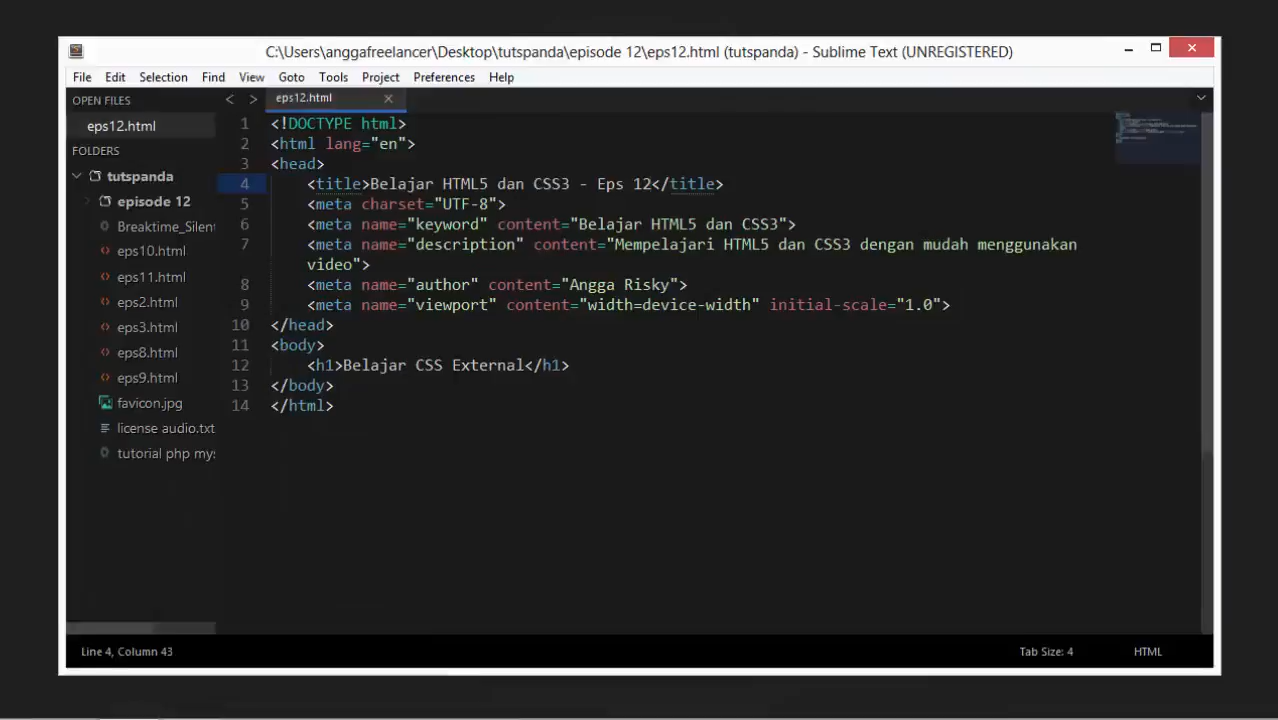 C:\Users\anggafreelancer\Desktop\tutspanda\episode 12\eps12.html (tutspanda) - Sublime Text (UNREGISTERED)
File Edit Selection Find View Goto Tools Project Preferences Help
OPEN FILES
eps12.html
FOLDERS
tutspanda
episode 12
Breaktime_Silent
eps10.html
eps11.html
eps2.html
eps3.html
eps8.html
eps9.html
favicon.jpg
license audio.txt
tutorial php mys
eps12.html
1 <!DOCTYPE html>
2 <html lang="en">
3 <head>
4 <title>Belajar HTML5 dan CSS3 - Eps 12</title>
5 <meta charset="UTF-8">
6 <meta name="keyword" content="Belajar HTML5 dan CSS3">
7 <meta name="description" content="Mempelajari HTML5 dan CSS3 dengan mudah menggunakan
video">
8 <meta name="author" content="Angga Risky">
9 <meta name="viewport" content="width=device-width" initial-scale="1.0">
10 </head>
11 <body>
12 <h1>Belajar CSS External</h1>
13 </body>
14 </html>
Line 4, Column 43
Tab Size: 4
HTML